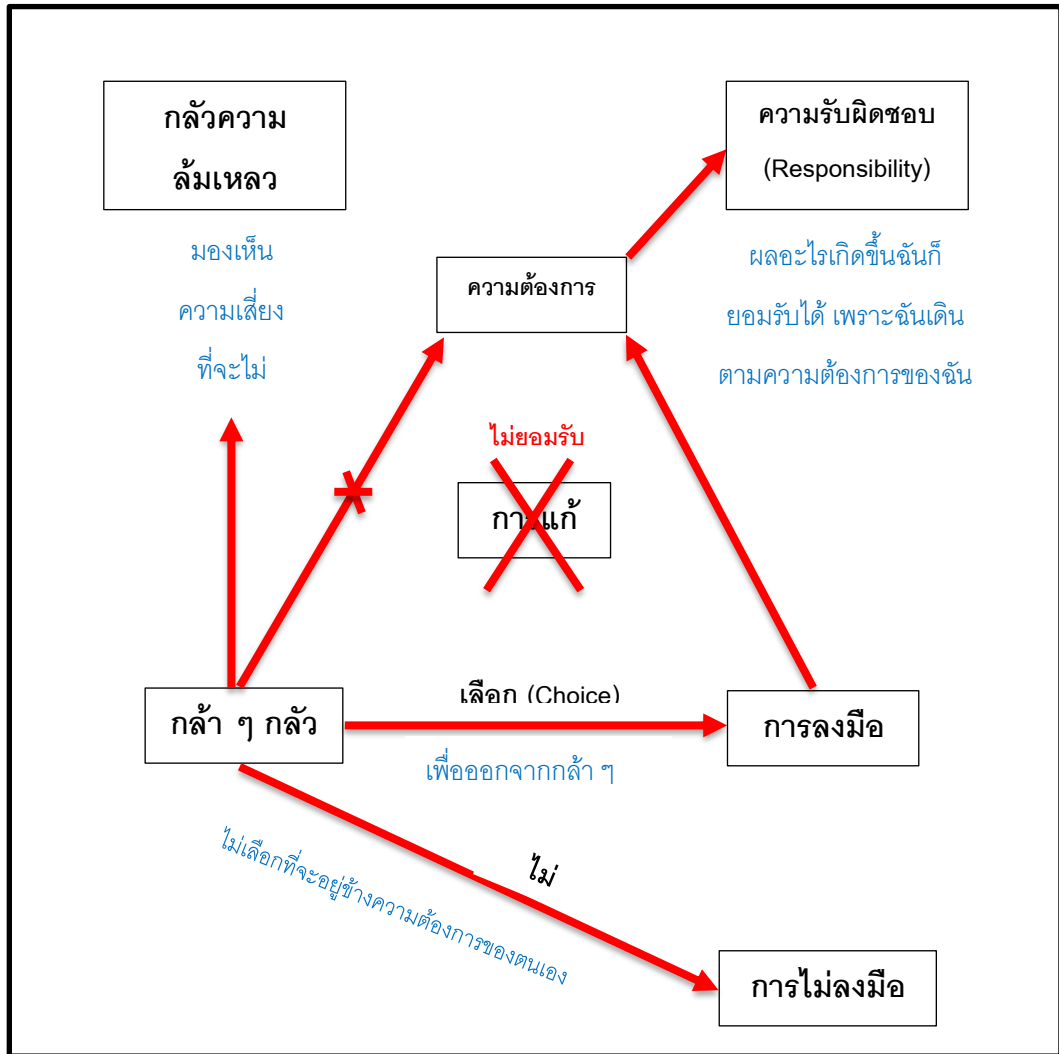 กลัวความ
ล้มเหลว
มองเห็น
ความเสี่ยง
ที่จะไม่
ความรับผิดชอบ
(Responsibility)
ผลอะไรเกิดขึ้นฉันก็
ยอมรับได้ เพราะฉันเดิน
ตามความต้องการของฉัน
ความต้องการ
ไม่ยอมรับ
การแก้
กล้า ๆ กลัว
เลือก (Choice)
เพื่อออกจากกล้า ๆ
การลงมือ
ไม่เลือกที่จะอยู่ข้างความต้องการของตนเอง
ไม่
การไม่ลงมือ